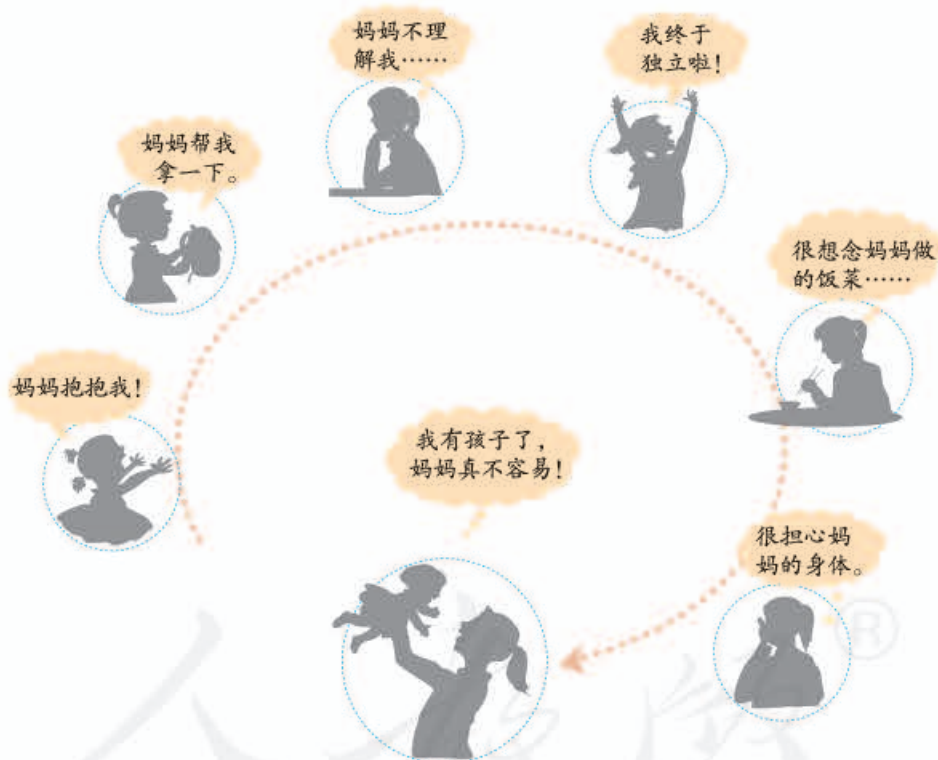 妈妈抱抱我！
妈妈帮我
拿一下。
妈妈不理
解我……
我终于
独立啦！
很想念妈妈做
的饭菜……
很担心妈
妈的身体。
我有孩子了，
妈妈真不容易！
®